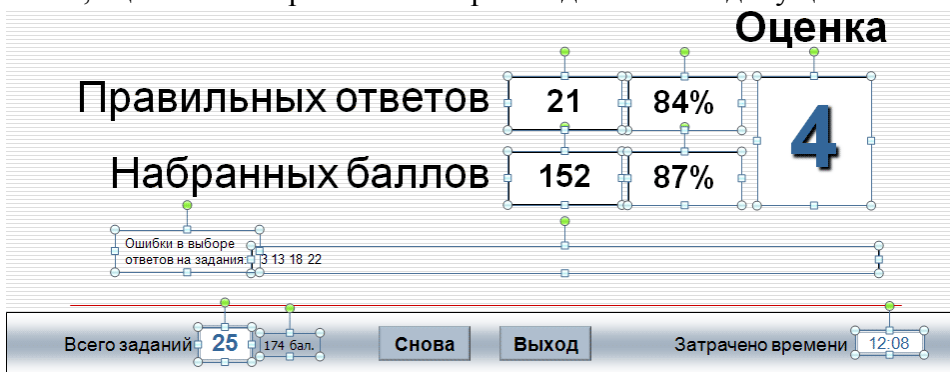 Оценка
Правильных ответов 21 84%
4
Набранных баллов 152 87%
Ошибки в выборе
ответов на задания: 3 13 18 22
Всего заданий 25 174 бал. Снова Выход Затрачено времени 12:08